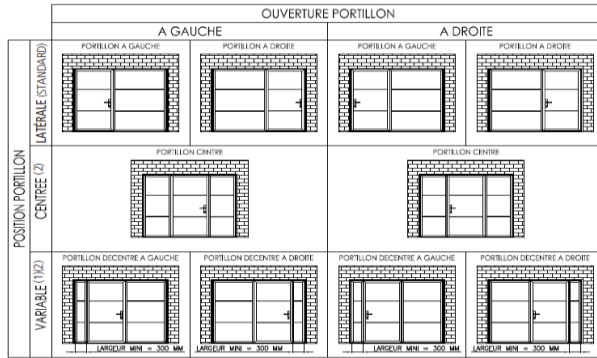 OUVERTURE PORTILLON
A GAUCHE
A DROITE
POSITION PORTILLON
LATÉRALE (STANDARD)
PORTILLON A GAUCHE
PORTILLON A DROITE
PORTILLON A GAUCHE
PORTILLON A DROITE
CENTREE (2)
PORTILLON CENTRE
PORTILLON CENTRE
VARIABLE (1)(2)
PORTILLON DECENTRE A GAUCHE
PORTILLON DECENTRE A DROITE
PORTILLON DECENTRE A GAUCHE
PORTILLON DECENTRE A DROITE
LARGEUR MINI = 300 MM
LARGEUR MINI = 300 MM
LARGEUR MINI = 300 MM
LARGEUR MINI = 300 MM